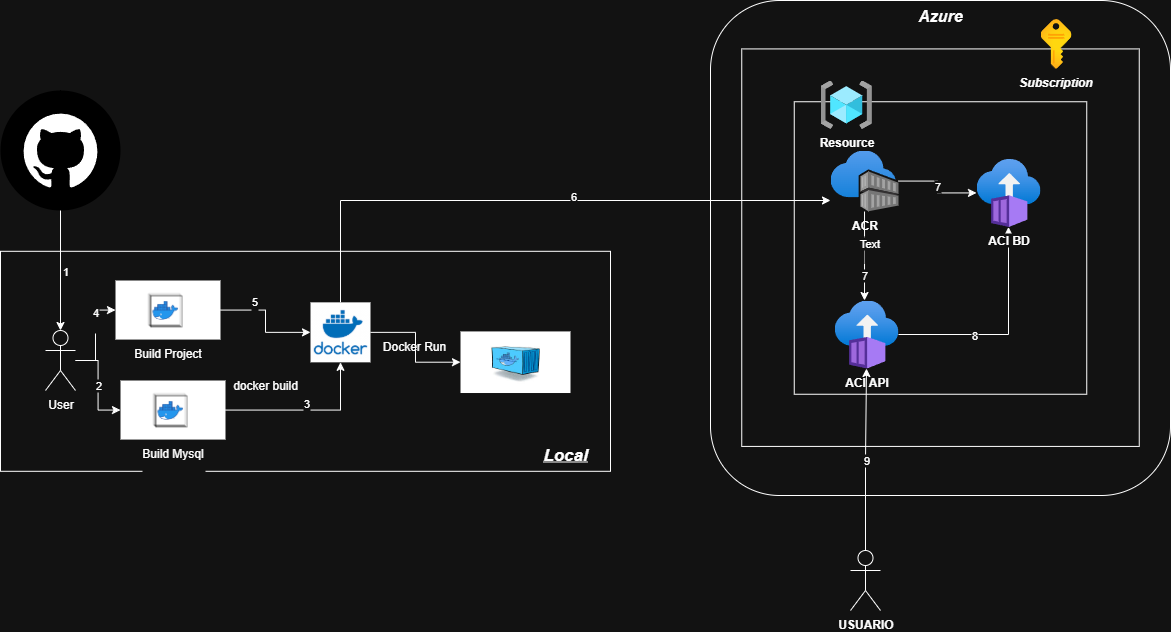 Azure
Subscription
Resource
6
7
ACR
Text
ACI BD
1
7
4
5
Build Project
docker
Docker Run
8
User
2
docker build
3
ACI API
Build Mysql
Local
9
USUARIO